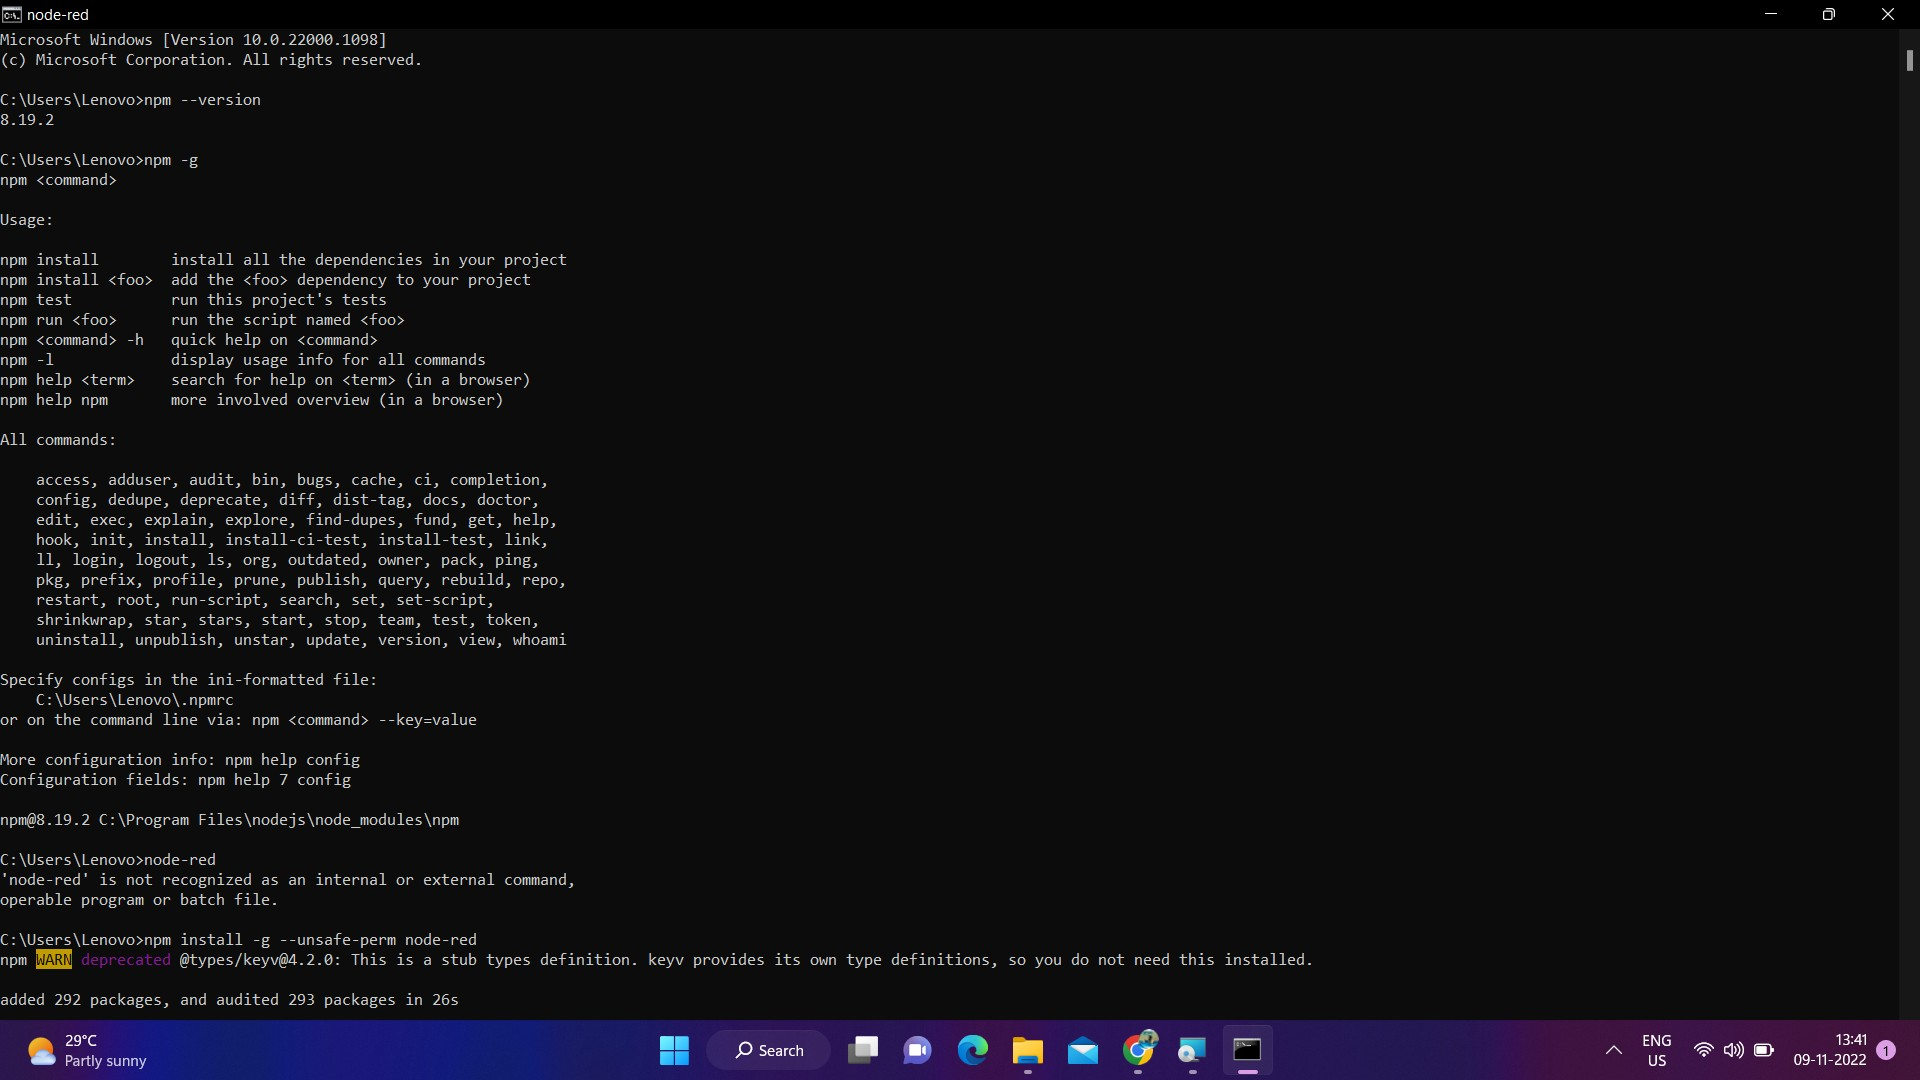 node-red
Microsoft Windows [Version 10.0.22000.1098]
(c) Microsoft Corporation. All rights reserved.
C:\Users\Lenovo>npm --version
8.19.2
C:\Users\Lenovo>npm -g
npm <command>
Usage:
npm install        install all the dependencies in your project
npm install <foo>  add the <foo> dependency to your project
npm test           run this project's tests
npm run <foo>      run the script named <foo>
npm <command> -h   quick help on <command>
npm -l             display usage info for all commands
npm help <term>    search for help on <term> (in a browser)
npm help npm       more involved overview (in a browser)
All commands:
access, adduser, audit, bin, bugs, cache, ci, completion,
config, dedupe, deprecate, diff, dist-tag, docs, doctor,
edit, exec, explain, explore, find-dupes, fund, get, help,
hook, init, install, install-ci-test, install-test, link,
ll, login, logout, ls, org, outdated, owner, pack, ping,
pkg, prefix, profile, prune, publish, query, rebuild, repo,
restart, root, run-script, search, set, set-script,
shrinkwrap, star, stars, start, stop, team, test, token,
uninstall, unpublish, unstar, update, version, view, whoami
Specify configs in the ini-formatted file:
C:\Users\Lenovo\.npmrc
or on the command line via: npm <command> --key=value
More configuration info: npm help config
Configuration fields: npm help 7 config
npm@8.19.2 C:\Program Files\nodejs\node_modules\npm
C:\Users\Lenovo>node-red
'node-red' is not recognized as an internal or external command,
operable program or batch file.
C:\Users\Lenovo>npm install -g --unsafe-perm node-red
npm WARN deprecated @types/keyv@4.2.0: This is a stub types definition. keyv provides its own type definitions, so you do not need this installed.
added 292 packages, and audited 293 packages in 26s
29°C
Partly sunny
Search
ENG
US
13:41
09-11-2022
1